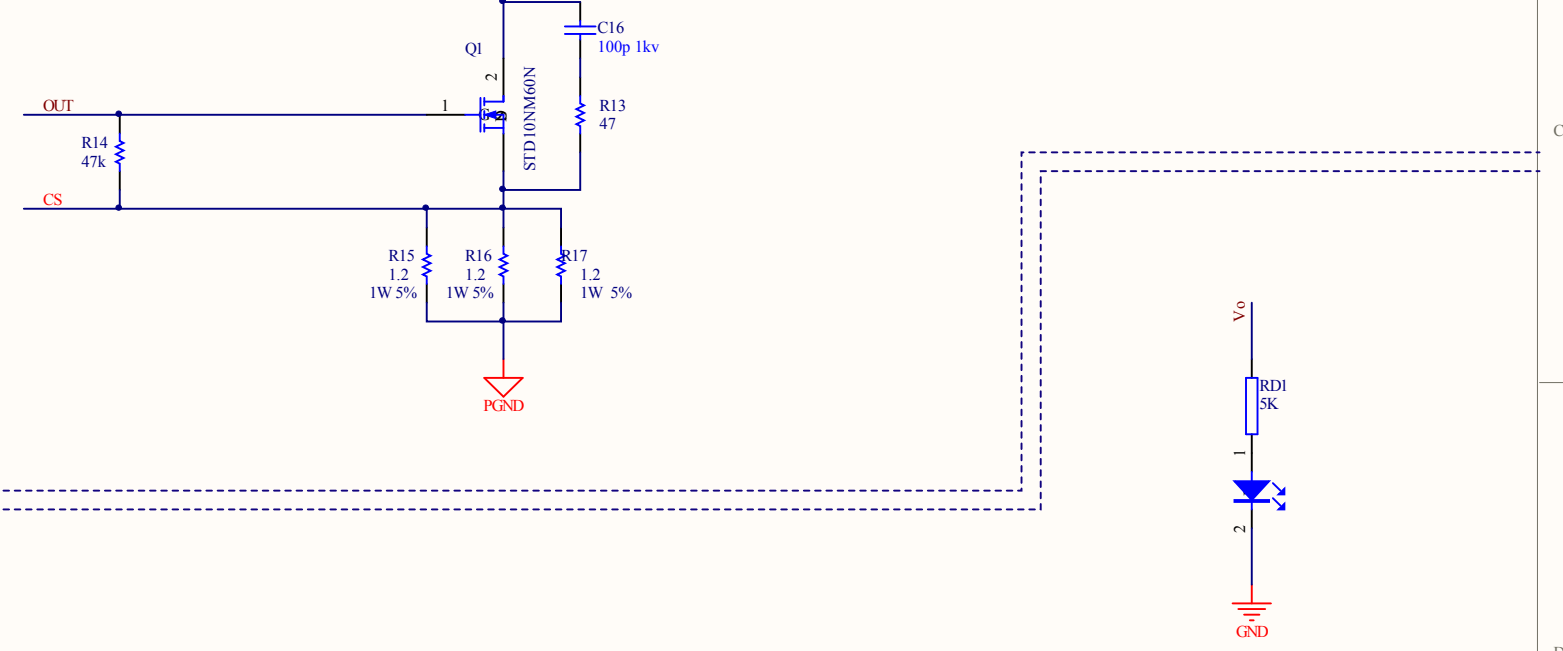 C16
100p 1kv
Q1
2
STD10NM60N
OUT
1
R13
47
C
R14
47k
CS
R15
1.2
1W 5%
R16
1.2
1W 5%
R17
1.2
1W 5%
PGND
Vo
RD1
5K
1
2
GND